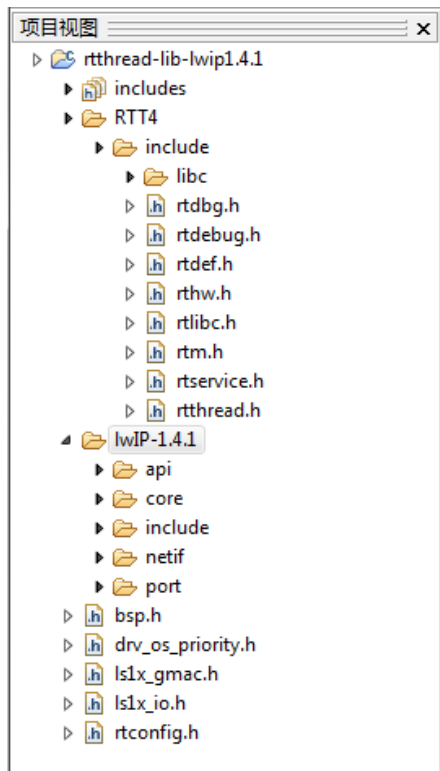 项目视图
rtthread-lib-lwip1.4.1
includes
RTT4
include
libc
rtdbg.h
rtdebug.h
rtdef.h
rthw.h
rtlibc.h
rtm.h
rtservice.h
rtthread.h
lwIP-1.4.1
api
core
include
netif
port
bsp.h
drv_os_priority.h
ls1x_gmac.h
ls1x_io.h
rtconfig.h